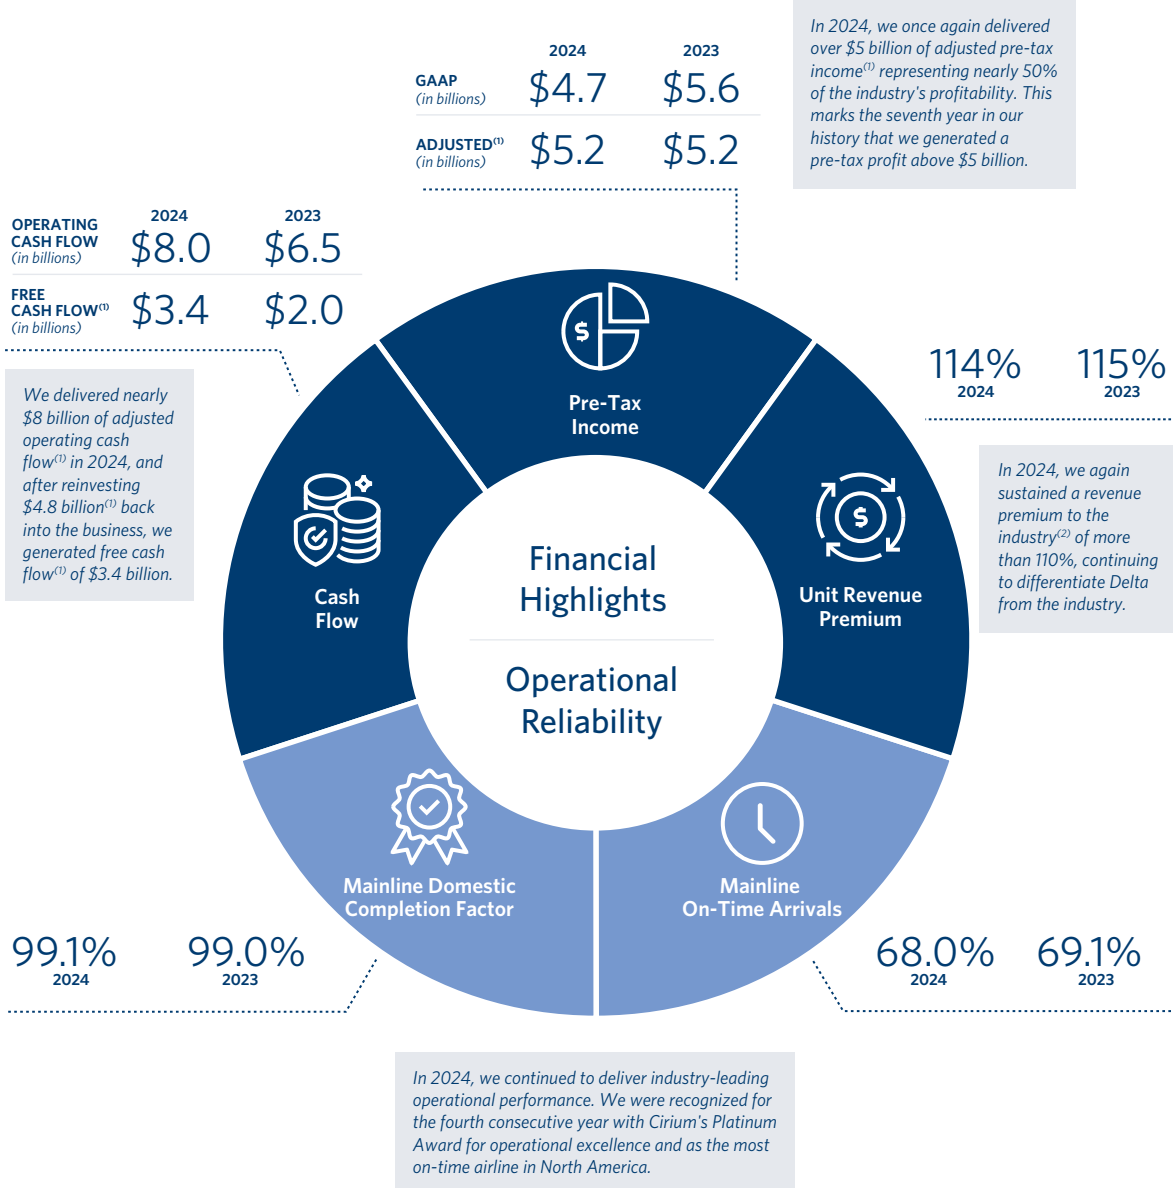 In 2024, we once again delivered
over $5 billion of adjusted pre-tax
income(1) representing nearly 50%
of the industry's profitability. This
marks the seventh year in our
history that we generated a
pre-tax profit above $5 billion.
2024 2023
GAAP
(in billions) $4.7 $5.6
ADJUSTED(1)
(in billions) $5.2 $5.2
2024 2023
OPERATING
CASH FLOW
(in billions) $8.0 $6.5
FREE
CASH FLOW(1)
(in billions) $3.4 $2.0
We delivered nearly
$8 billion of adjusted
operating cash
flow(1) in 2024, and
after reinvesting
$4.8 billion(1) back
into the business, we
generated free cash
flow(1) of $3.4 billion.
$
Pre-Tax
Income
114% 115%
2024 2023
In 2024, we again
sustained a revenue
premium to the
industry(2) of more
than 110%, continuing
to differentiate Delta
from the industry.
Cash
Flow
$
Unit Revenue
Premium
Financial
Highlights
Operational
Reliability
Mainline Domestic
Completion Factor
Mainline
On-Time Arrivals
99.1% 99.0%
2024 2023
68.0% 69.1%
2024 2023
In 2024, we continued to deliver industry-leading
operational performance. We were recognized for
the fourth consecutive year with Cirium's Platinum
Award for operational excellence and as the most
on-time airline in North America.